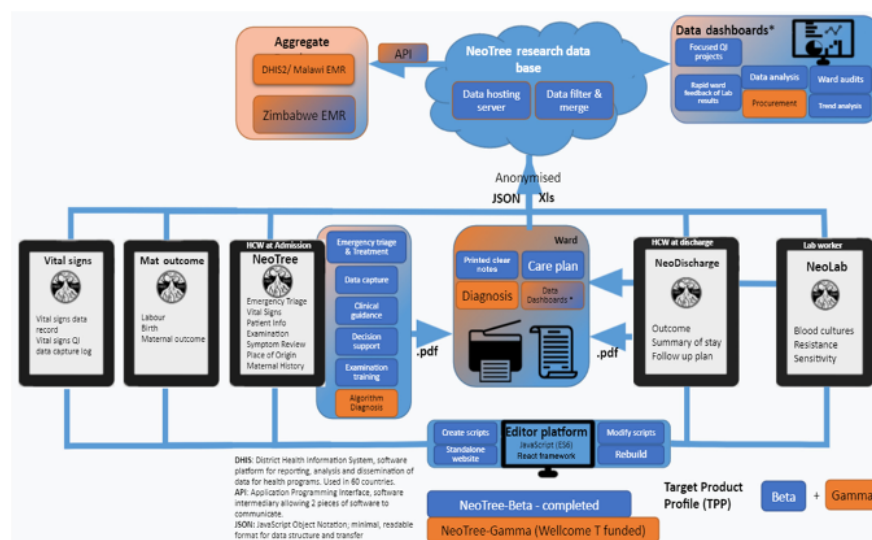 Aggregate
DHIS2/ Malawi EMR
Zimbabwe EMR
API
NeoTree research data
base
Data hosting
server
Data filter &
merge
Data dashboards*
Focused QI
projects
Rapid ward
feedback of Lab
results
Data analysis
Ward audits
Procurement
Trend analysis
Anonymised
JSON
Xls
Vital signs
Vital signs data
record
Vital signs QI
data capture log
Mat outcome
Labour
Birth
Maternal outcome
HCW at Admission
NeoTree
Emergency Triage
Vital Signs
Patient Info
Examination
Symptom Review
Place of Origin
Maternal History
Emergency triage
& Treatment
Data capture
Clinical
guidance
Decision
support
Examination
training
Algorithm
Diagnosis
.pdf
Ward
Printed clear
notes
Care plan
Diagnosis
Data
Dashboards *
.pdf
HCW at discharge
NeoDischarge
Outcome
Summary of stay
Follow up plan
Lab worker
NeoLab
Blood cultures
Resistance
Sensitivity
Create scripts
Standalone
website
Editor platform
JavaScript (ES6)
React framework
Modify scripts
Rebuild
DHIS: District Health Information System, software
platform for reporting, analysis and dissemination of
data for health programs. Used in 60 countries.
API: Application Programming Interface, software
intermediary allowing 2 pieces of software to
communicate.
JSON: JavaScript Object Notation; minimal, readable
format for data structure and transfer
NeoTree-Beta - completed
NeoTree-Gamma (Wellcome T funded)
Target Product
Profile (TPP)
Beta
+
Gamma